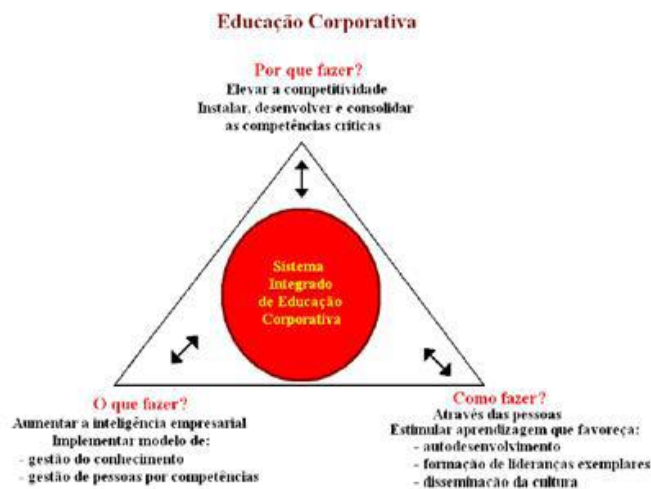 Educação Corporativa
Por que fazer?
Elevar a competitividade
Instalar, desenvolver e consolidar
as competências críticas
Sistema
Integrado
de Educação
Corporativa
O que fazer?
Aumentar a inteligência empresarial
Implementar modelo de:
- gestão do conhecimento
- gestão de pessoas por competências
Como fazer?
Através das pessoas
Estimular aprendizagem que favoreça:
- autodesenvolvimento
- formação de lideranças exemplares
- disseminação da cultura